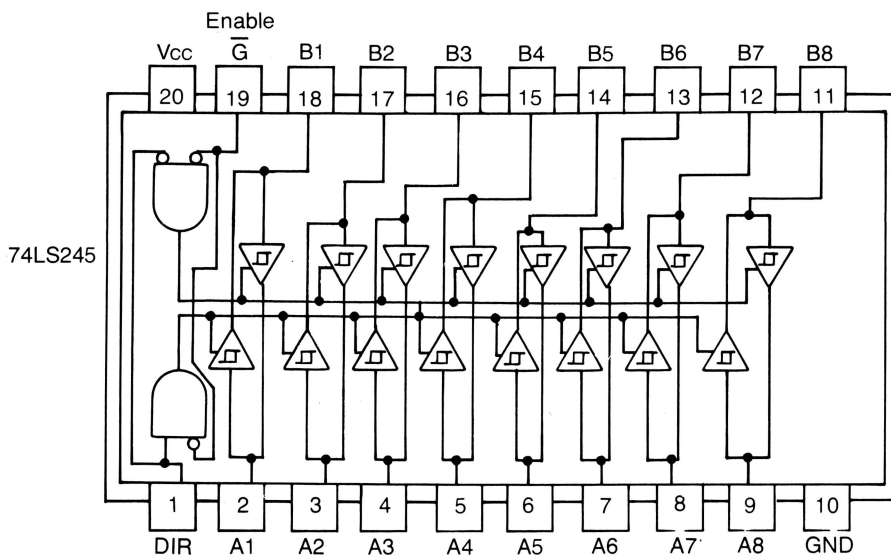 Enable
Vcc G̅ B1 B2 B3 B4 B5 B6 B7 B8
20 19 18 17 16 15 14 13 12 11
74LS245
1 2 3 4 5 6 7 8 9 10
DIR A1 A2 A3 A4 A5 A6 A7 A8 GND